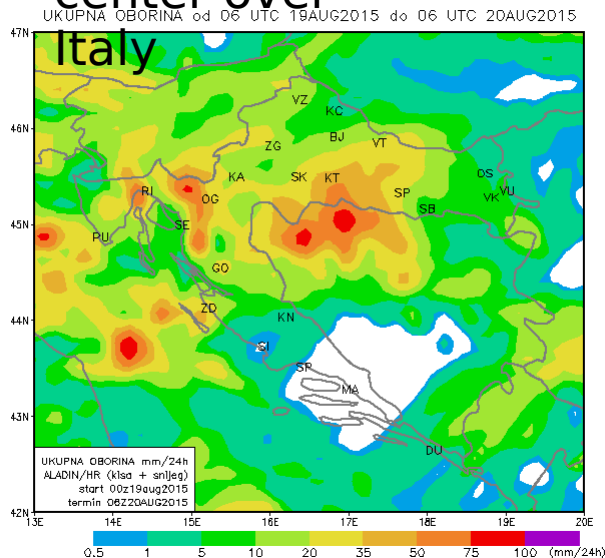 center over
UKUPNA OBORINA od 06 UTC 19AUG2015 do 06 UTC 20AUG2015
Italy
47N
46N
45N
44N
43N
42N
VZ
KC
ZG
BJ
VT
KA
SK
KT
OS
RI
OG
SP
VK
VU
SB
PU
SE
GO
ZD
KN
SI
SP
MA
DU
UKUPNA OBORINA mm/24h
ALADIN/HR (kisa + snijeg)
start 00z19aug2015
termin 06Z20AUG2015
13E 14E 15E 16E 17E 18E 19E 20E
0.5 1 5 10 20 35 50 75 100 (mm/24h)